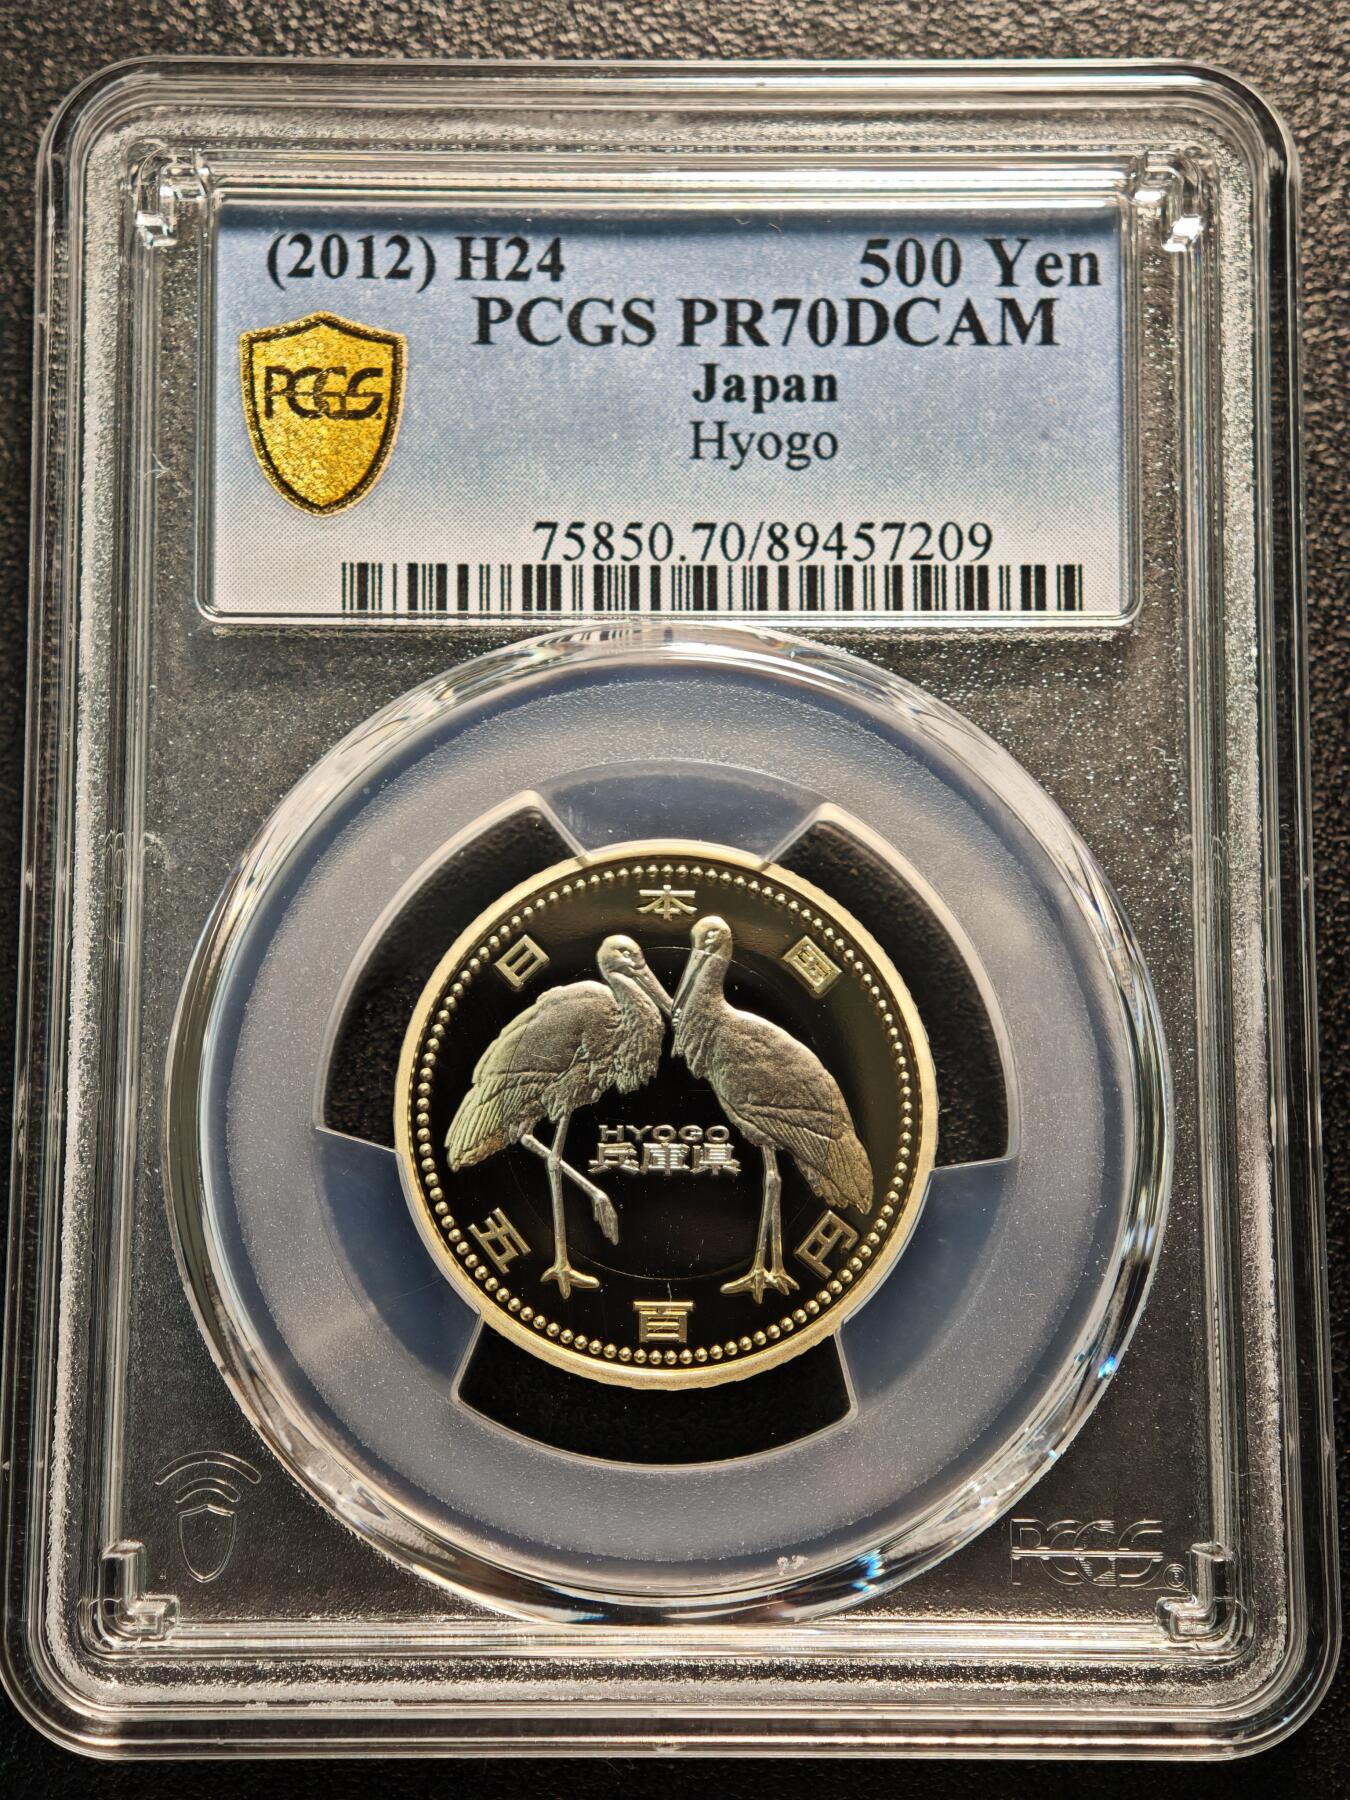 (2012) H24 500 Yen
PCGS PR70DCAM
PCGS
Japan
Hyogo
75850.70/89457209
日本国
HYOGO
兵庫県
五百円
PCGS